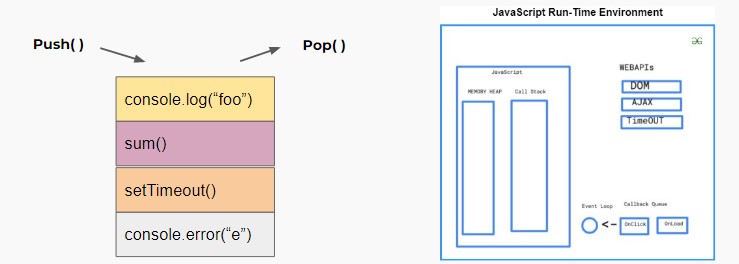 Push( )
Pop( )
console.log(“foo”)
sum()
setTimeout()
console.error(“e”)
JavaScript Run-Time Environment
JavaScript
MEMORY HEAP
Call Stack
WEBAPIs
DOM
AJAX
TimeOUT
Event Loop
Callback Queue
<-
OnClick
OnLoad